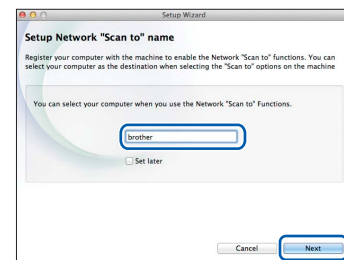 Setup Wizard
Setup Network "Scan to" name
Register your computer with the machine to enable the Network "Scan to" functions. You can
select your computer as the destination when selecting the "Scan to" options on the machine
You can select your computer when you use the Network "Scan to" Functions.
brother
Set later
Cancel Next